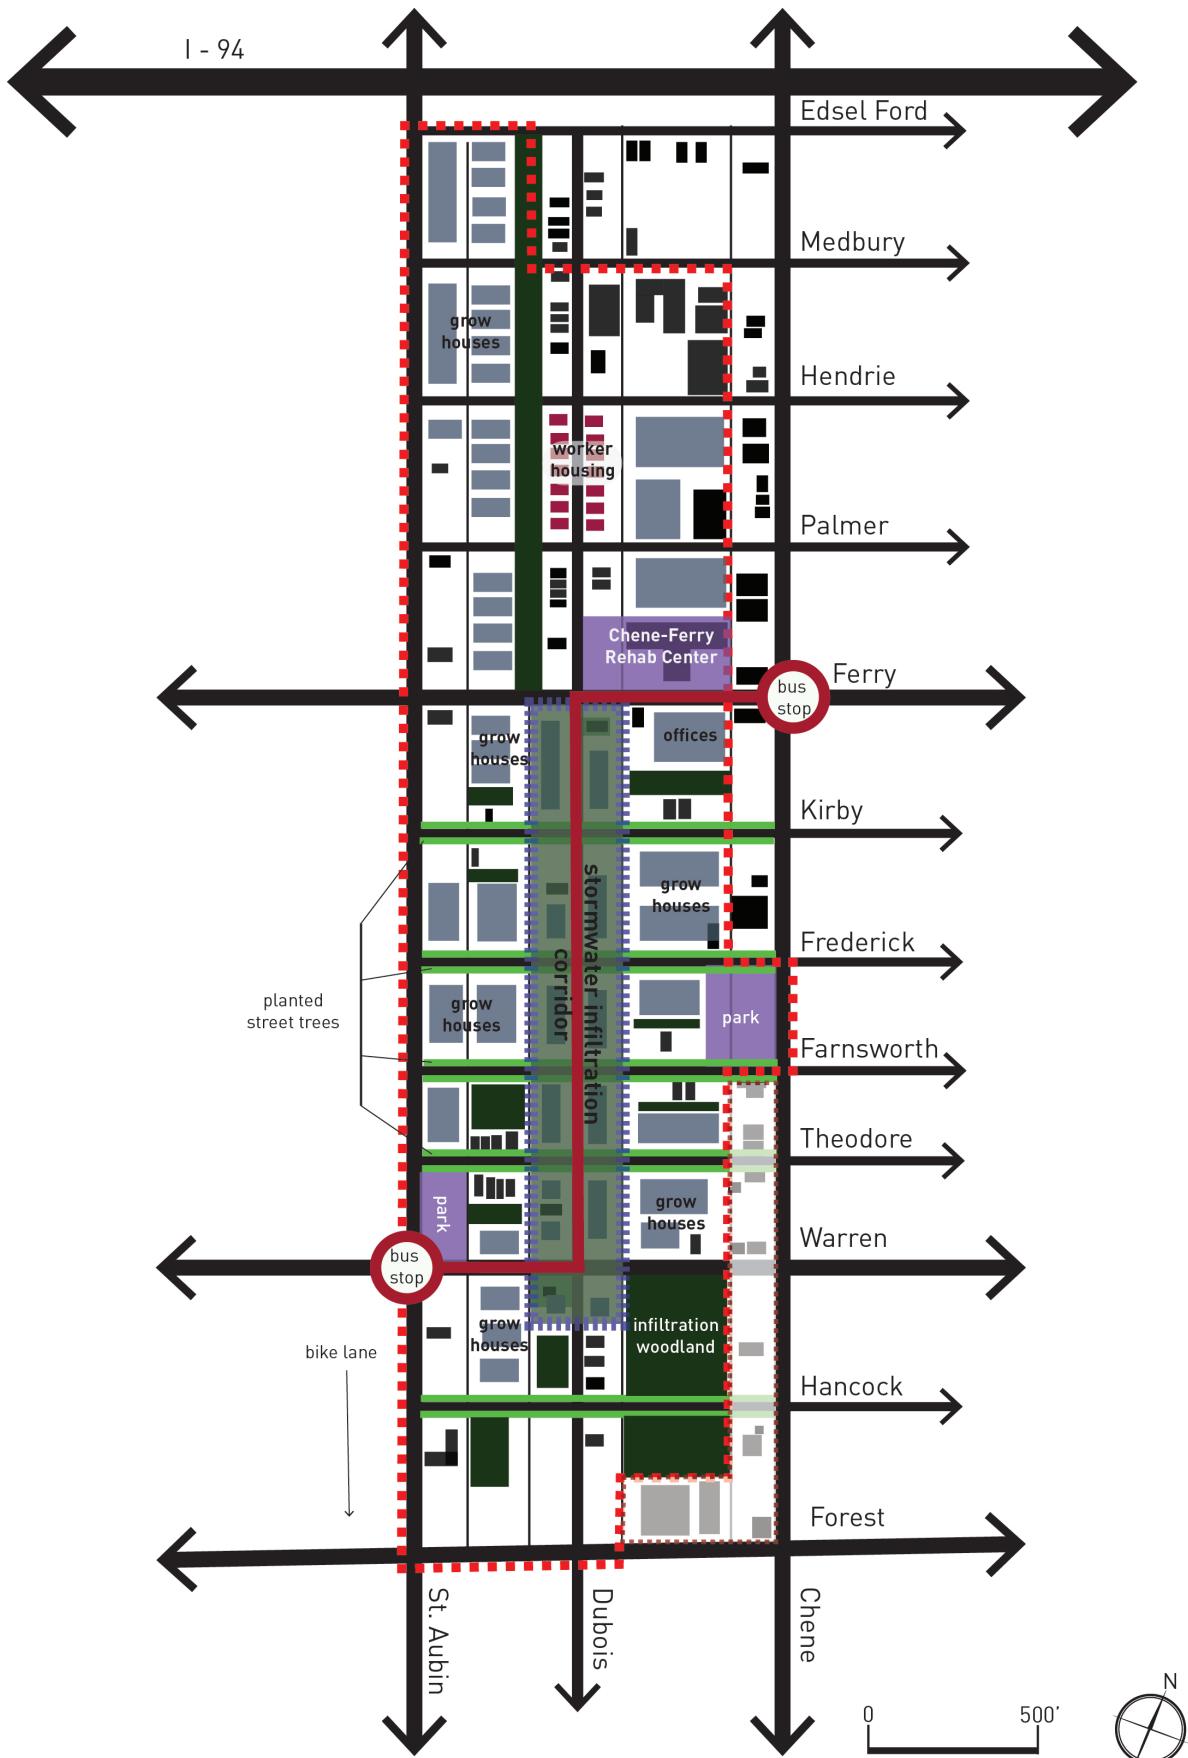 I - 94
Edsel Ford
Medbury
grow
houses
Hendrie
worker
housing
Palmer
Chene-Ferry
Rehab Center
Ferry
bus
stop
grow
houses
offices
Kirby
stormwater infiltration
corridor
grow
houses
Frederick
planted
street trees
grow
houses
park
Farnsworth
Theodore
park
grow
houses
Warren
bus
stop
grow
houses
infiltration
woodland
bike lane
Hancock
Forest
St. Aubin
Dubois
Chene
N
0
500’